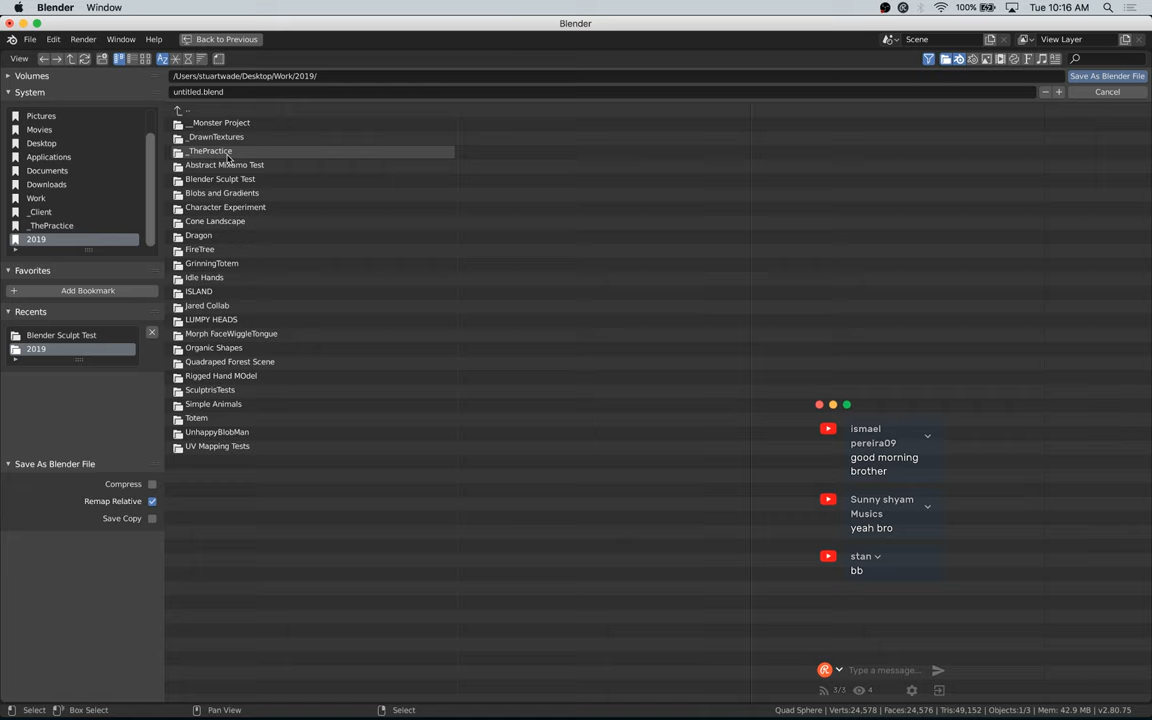 Blender Window 100% Tue 10:16 AM
Blender
File Edit Render Window Help Back to Previous Scene View Layer
View
Volumes
/Users/stuartwade/Desktop/Work/2019/
Save As Blender File
System
untitled.blend
Cancel
Pictures
Movies
Desktop
Applications
Documents
Downloads
Work
_Client
_ThePractice
2019
Favorites
Add Bookmark
Recents
Blender Sculpt Test
2019
Save As Blender File
Compress
Remap Relative
Save Copy
..
__Monster Project
_DrawnTextures
_ThePractice
Abstract Mixamo Test
Blender Sculpt Test
Blobs and Gradients
Character Experiment
Cone Landscape
Dragon
FireTree
GrinningTotem
Idle Hands
ISLAND
Jared Collab
LUMPY HEADS
Morph FaceWiggleTongue
Organic Shapes
Quadraped Forest Scene
Rigged Hand MOdel
SculptrisTests
Simple Animals
Totem
UnhappyBlobMan
UV Mapping Tests
ismael
pereira09
good morning
brother
Sunny shyam
Musics
yeah bro
stan
bb
Type a message...
3/3 4
Select Box Select Pan View Select Quad Sphere | Verts:24,578 | Faces:24,576 | Tris:49,152 | Objects:1/3 | Mem: 42.9 MB | v2.80.75